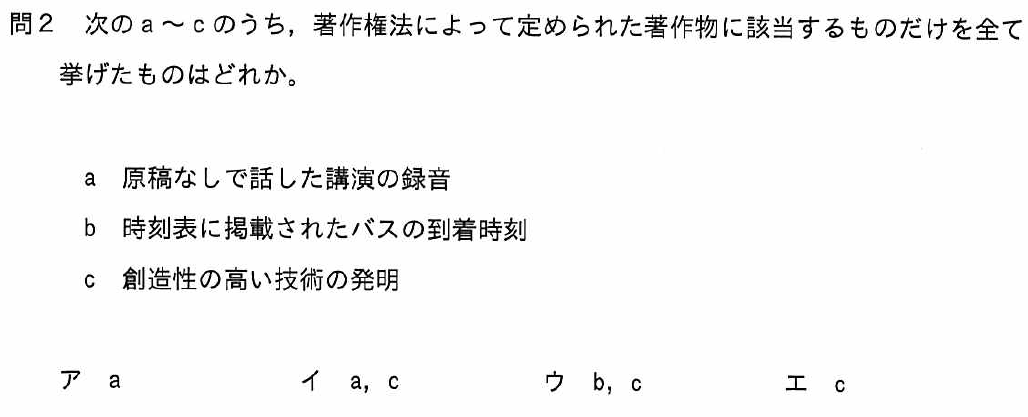 問2　次のa～cのうち，著作権法によって定められた著作物に該当するものだけを全て
挙げたものはどれか。
a　原稿なしで話した講演の録音
b　時刻表に掲載されたバスの到着時刻
c　創造性の高い技術の発明
ア　a　イ　a，c　ウ　b，c　エ　c